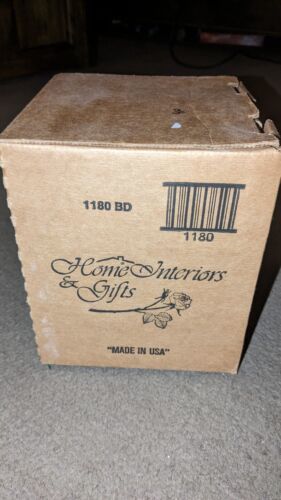 1180 BD
1180
Home Interiors
& Gifts
"MADE IN USA"